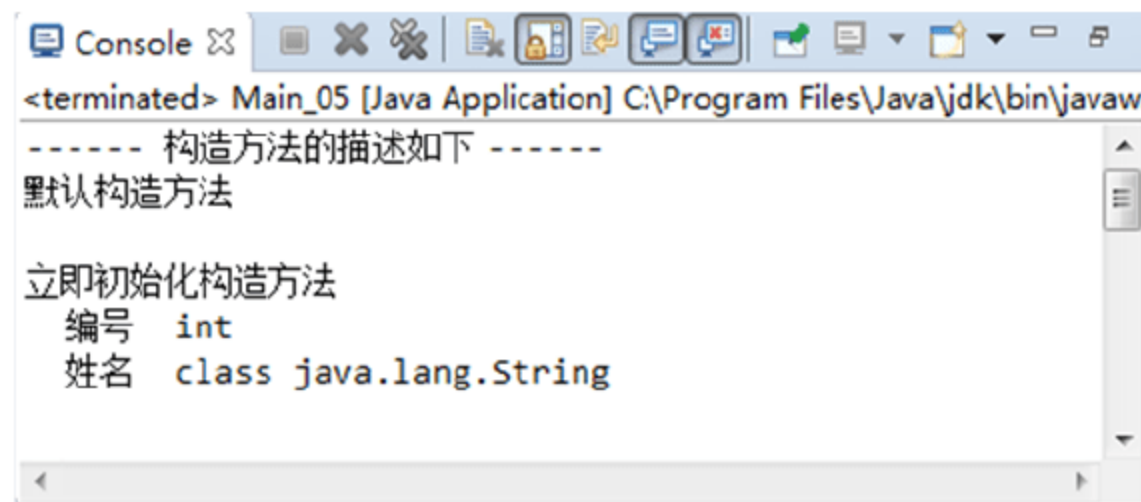 Console
<terminated> Main_05 [Java Application] C:\Program Files\Java\jdk\bin\javaw
------ 构造方法的描述如下 ------
默认构造方法
立即初始化构造方法
编号 int
姓名 class java.lang.String